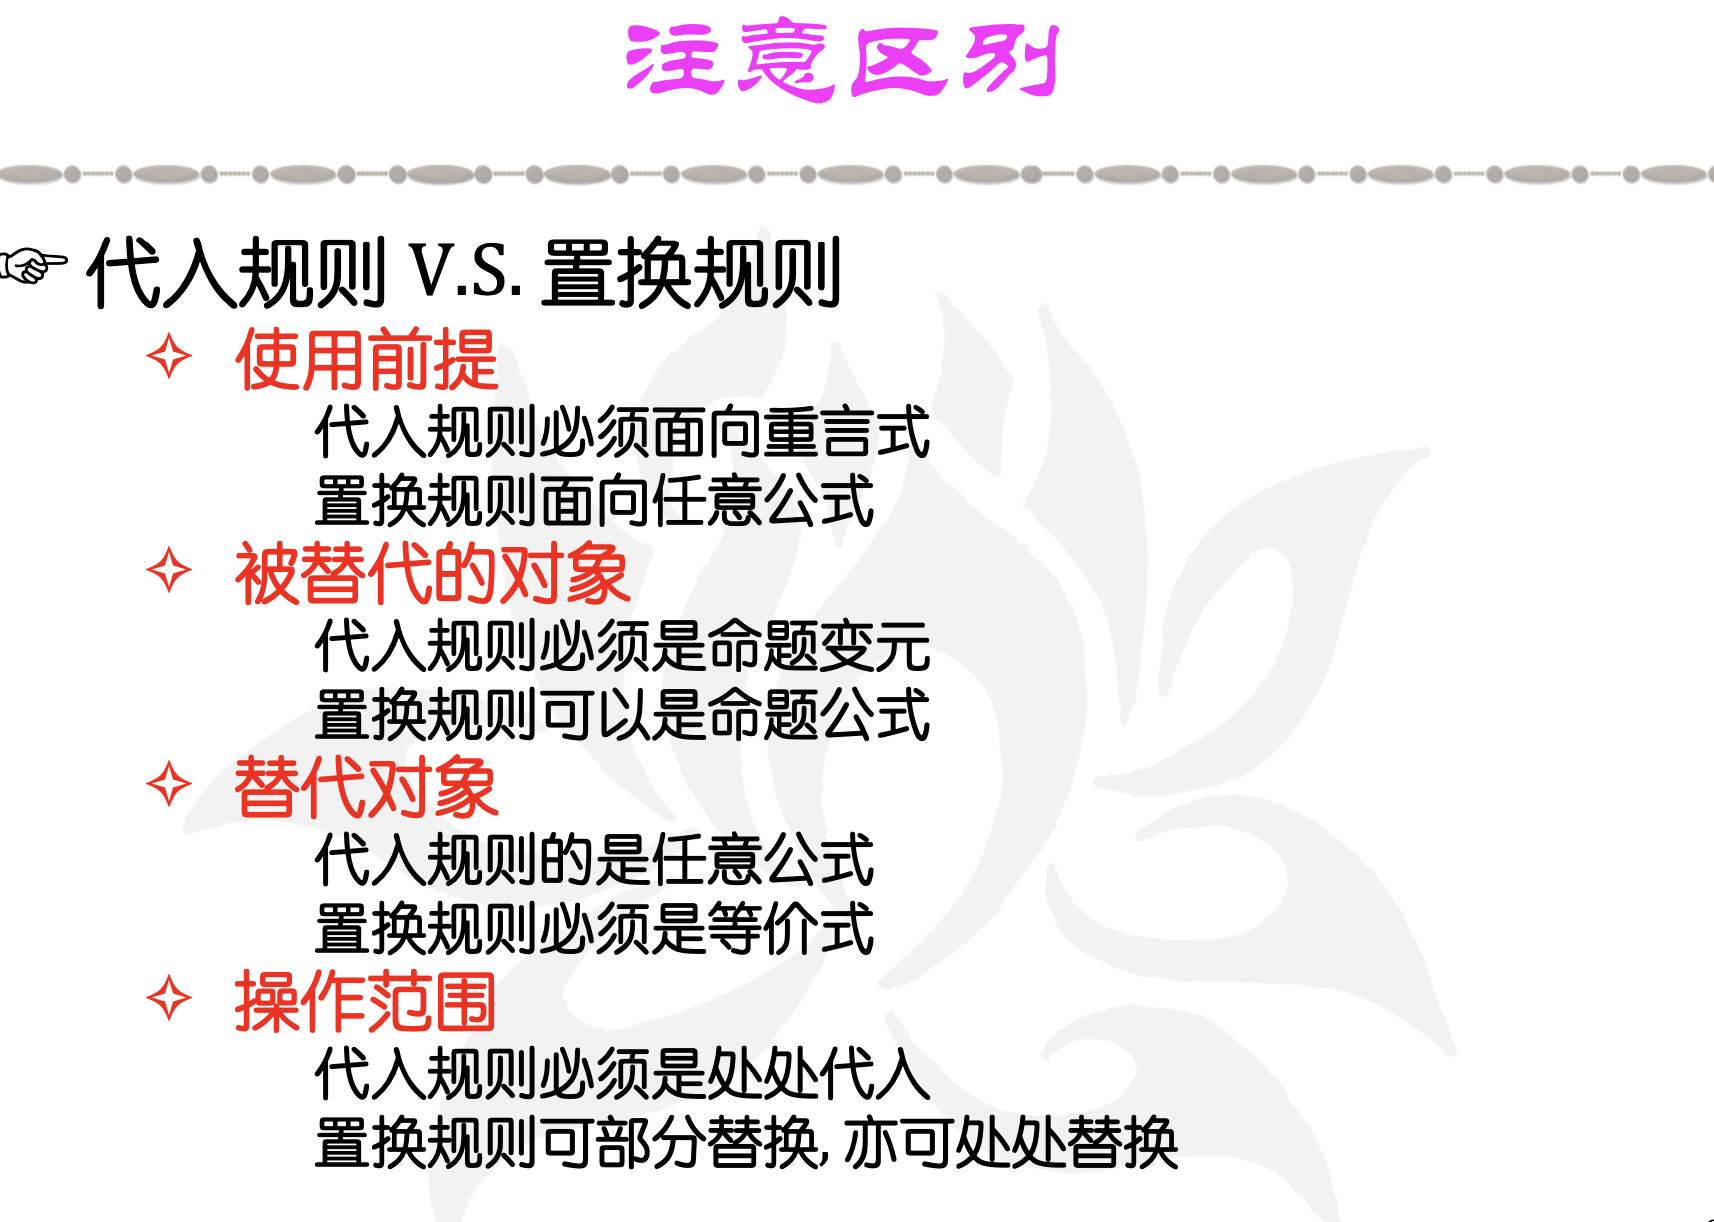 注意区别
代入规则 V.S. 置换规则
使用前提
代入规则必须面向重言式
置换规则面向任意公式
被替代的对象
代入规则必须是命题变元
置换规则可以是命题公式
替代对象
代入规则的是任意公式
置换规则必须是等价式
操作范围
代入规则必须是处处代入
置换规则可部分替换, 亦可处处替换